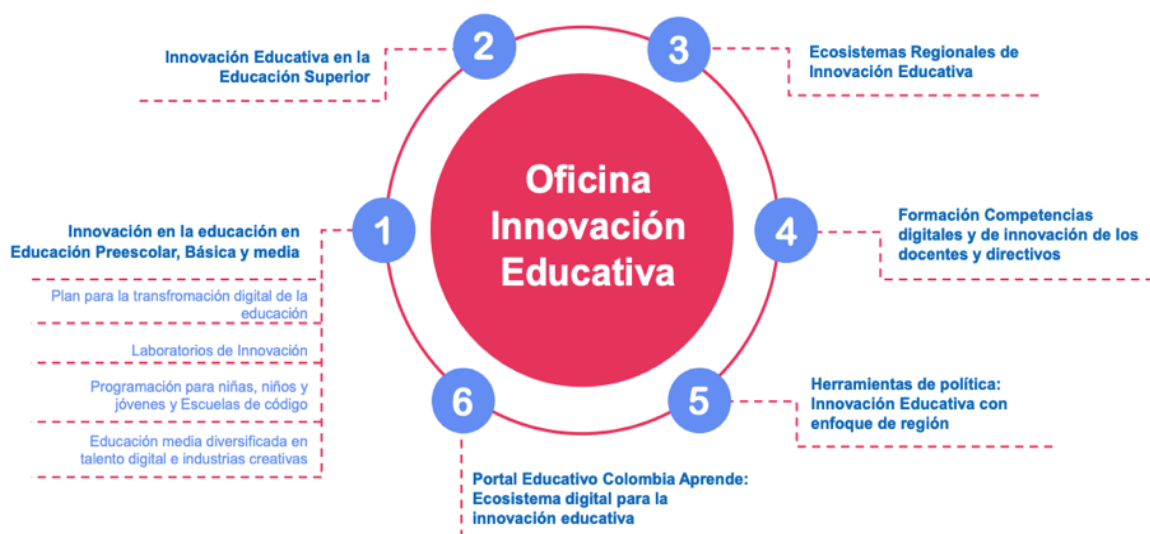 Oficina
Innovación
Educativa
1
Innovación en la educación en
Educación Preescolar, Básica y media
Plan para la transfromación digital de la
educación
Laboratorios de Innovación
Programación para niñas, niños y
jóvenes y Escuelas de código
Educación media diversificada en
talento digital e industrias creativas
2
Innovación Educativa en la
Educación Superior
3
Ecosistemas Regionales de
Innovación Educativa
4
Formación Competencias
digitales y de innovación de los
docentes y directivos
5
Herramientas de política:
Innovación Educativa con
enfoque de región
6
Portal Educativo Colombia Aprende:
Ecosistema digital para la
innovación educativa